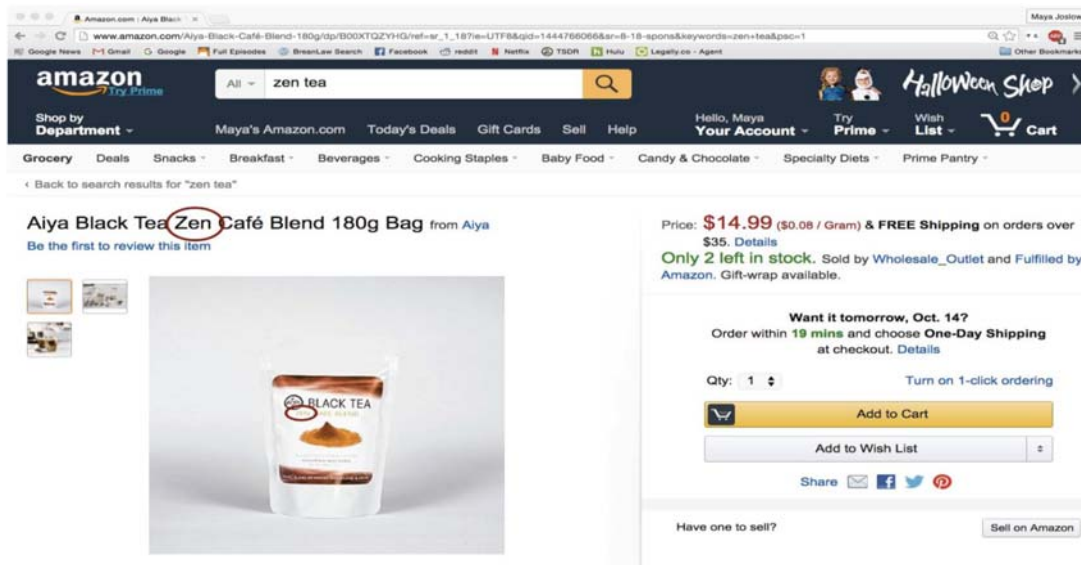 Amazon.com : Aiya Black T
Maya Joslow
www.amazon.com/Aiya-Black-Café-Blend-180g/dp/B00XTQZYHG/ref=sr_1_18?ie=UTF8&qid=1444766066&sr=8-18-spons&keywords=zen+tea&psc=1
Google News Gmail Google Full Episodes BreanLaw Search Facebook reddit Netflix TSDR Hulu Legally.co - Agent Other Bookmarks
amazon
Try Prime
All zen tea
Halloween Shop
Shop by
Department
Maya's Amazon.com Today's Deals Gift Cards Sell Help
Hello, Maya
Your Account
Try
Prime
Wish
List
0
Cart
Grocery Deals Snacks Breakfast Beverages Cooking Staples Baby Food Candy & Chocolate Specialty Diets Prime Pantry
‹ Back to search results for "zen tea"
Aiya Black Tea Zen Café Blend 180g Bag from Aiya
Be the first to review this item
BLACK TEA
ZEN CAFE BLEND
Price: $14.99 ($0.08 / Gram) & FREE Shipping on orders over
$35. Details
Only 2 left in stock. Sold by Wholesale_Outlet and Fulfilled by
Amazon. Gift-wrap available.
Want it tomorrow, Oct. 14?
Order within 19 mins and choose One-Day Shipping
at checkout. Details
Qty: 1
Turn on 1-click ordering
Add to Cart
Add to Wish List
Share
Have one to sell?
Sell on Amazon